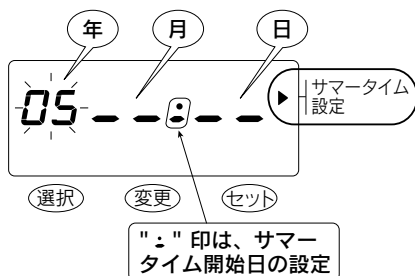 年
月
日
05 -- : --
サマータイム
設定
選択
変更
セット
"∸" 印は、サマー
タイム開始日の設定